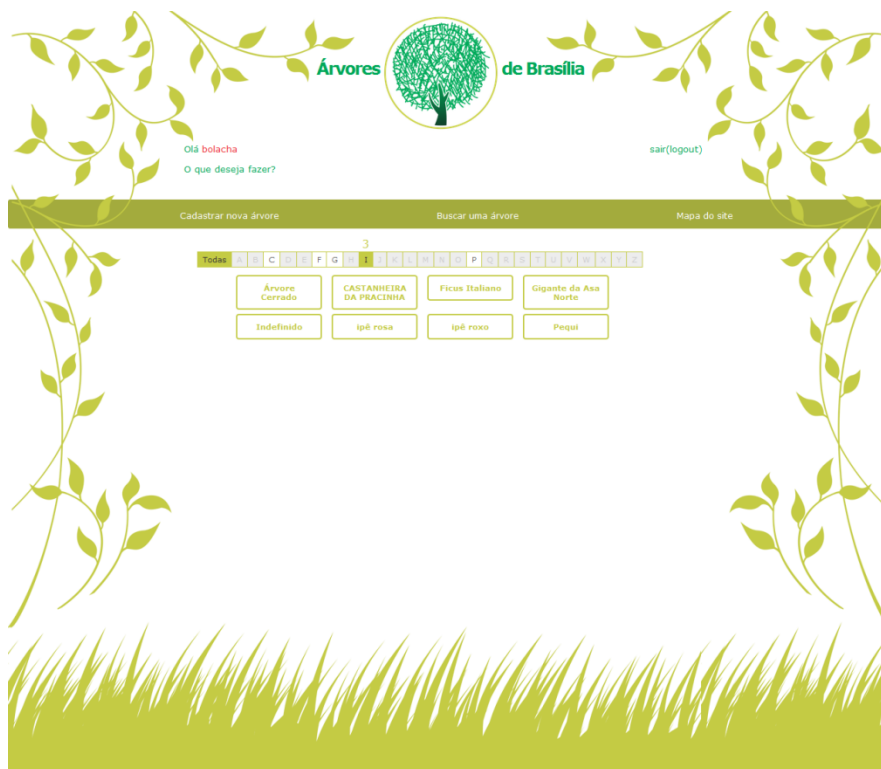 Árvores de Brasília
Olá bolacha sair(logout)
O que deseja fazer?
Cadastrar nova árvore Buscar uma árvore Mapa do site
3
Todas A B C D E F G H I J K L M N O P Q R S T U V W X Y Z
Árvore
Cerrado
CASTANHEIRA
DA PRACINHA
Ficus Italiano
Gigante da Asa
Norte
Indefinido
ipê rosa
ipê roxo
Pequi